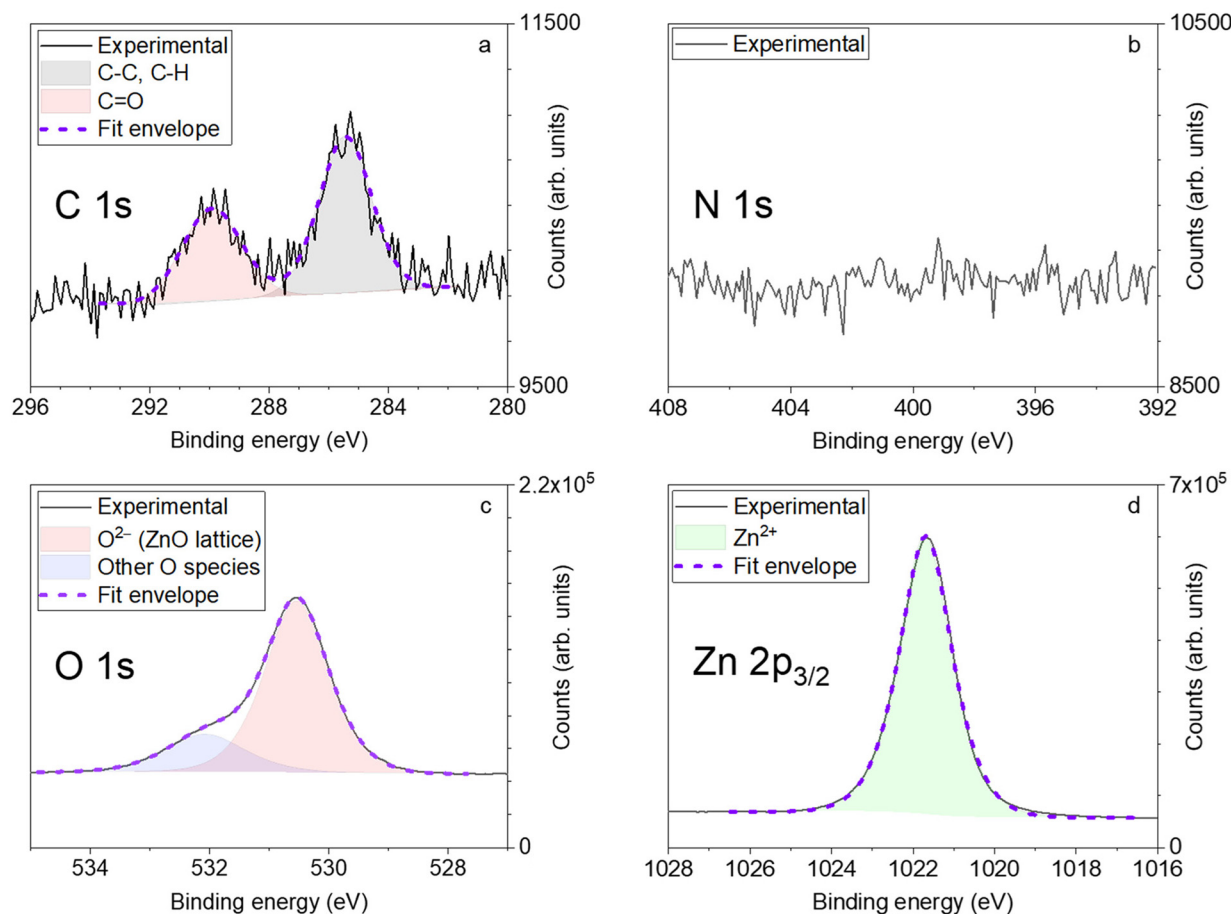 11500
Experimental
a
C-C, C-H
C=O
Fit envelope
C 1s
Counts (arb. units)
9500
296 292 288 284 280
Binding energy (eV)
10500
Experimental
b
N 1s
Counts (arb. units)
8500
408 404 400 396 392
Binding energy (eV)
2.2x10⁵
Experimental
c
O²⁻ (ZnO lattice)
Other O species
Fit envelope
O 1s
Counts (arb. units)
0
534 532 530 528
Binding energy (eV)
7x10⁵
Experimental
d
Zn²⁺
Fit envelope
Zn 2p₃/₂
Counts (arb. units)
0
1028 1026 1024 1022 1020 1018 1016
Binding energy (eV)